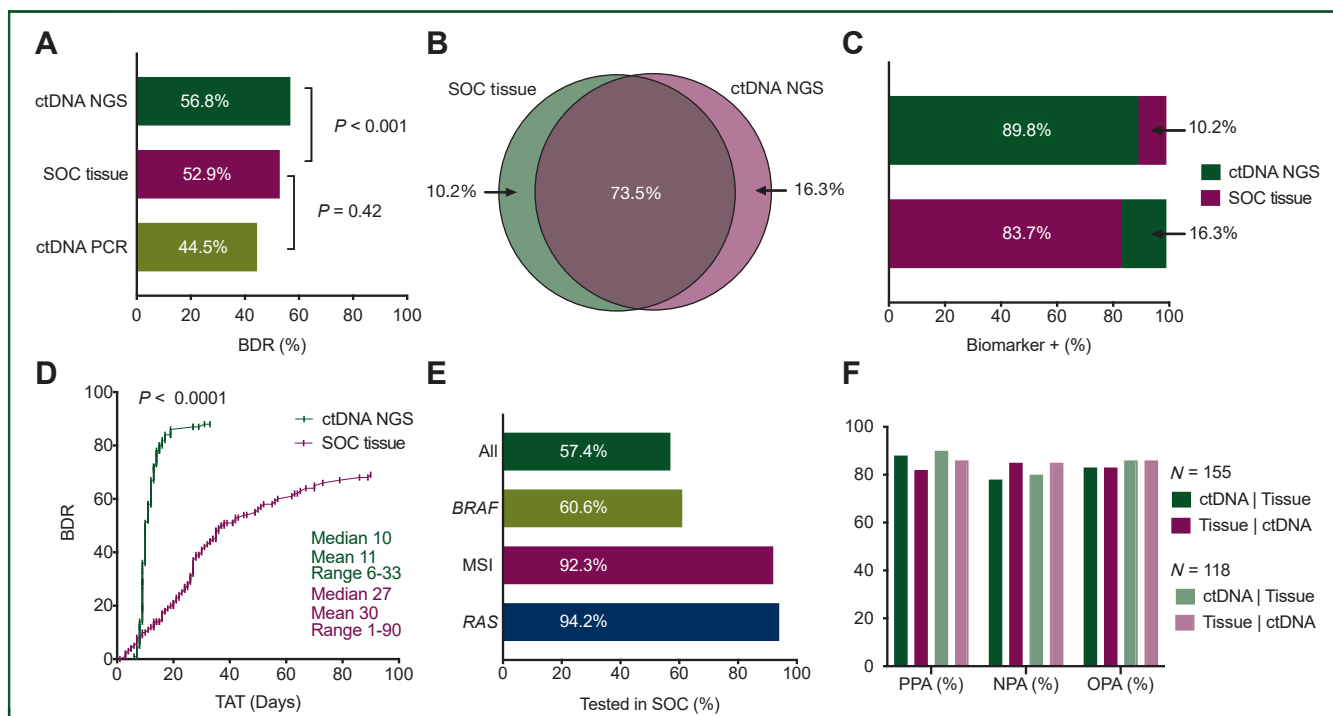 A
ctDNA NGS
56.8%
P < 0.001
SOC tissue
52.9%
P = 0.42
ctDNA PCR
44.5%
0 20 40 60 80 100
BDR (%)
B
SOC tissue
ctDNA NGS
10.2%
73.5%
16.3%
C
89.8%
10.2%
ctDNA NGS
SOC tissue
83.7%
16.3%
0 20 40 60 80 100
Biomarker + (%)
D
P < 0.0001
ctDNA NGS
SOC tissue
100
80
60
40
20
0
BDR
Median 10
Mean 11
Range 6-33
Median 27
Mean 30
Range 1-90
0 20 40 60 80 100
TAT (Days)
E
All
57.4%
BRAF
60.6%
MSI
92.3%
RAS
94.2%
0 20 40 60 80 100
Tested in SOC (%)
F
100
80
60
40
20
0
PPA (%) NPA (%) OPA (%)
N = 155
ctDNA | Tissue
Tissue | ctDNA
N = 118
ctDNA | Tissue
Tissue | ctDNA